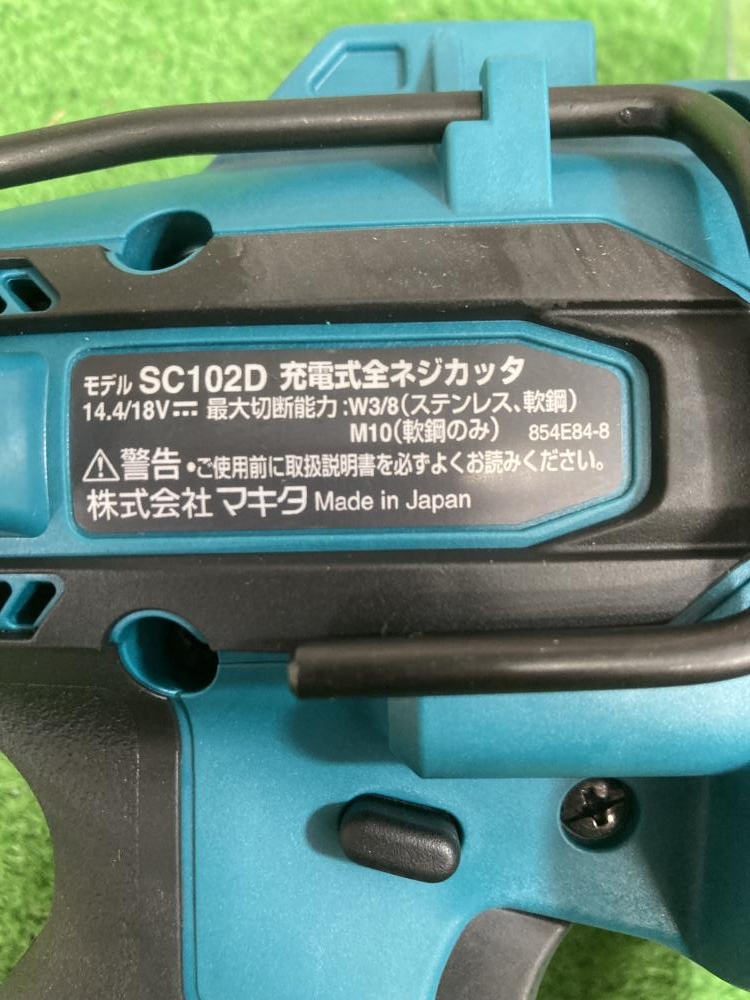 モデル SC102D 充電式全ネジカッタ
14.4/18V⎓ 最大切断能力:W3/8(ステンレス、軟鋼)
M10(軟鋼のみ) 854E84-8
⚠警告 •ご使用前に取扱説明書を必ずよくお読みください。
株式会社 マキタ Made in Japan